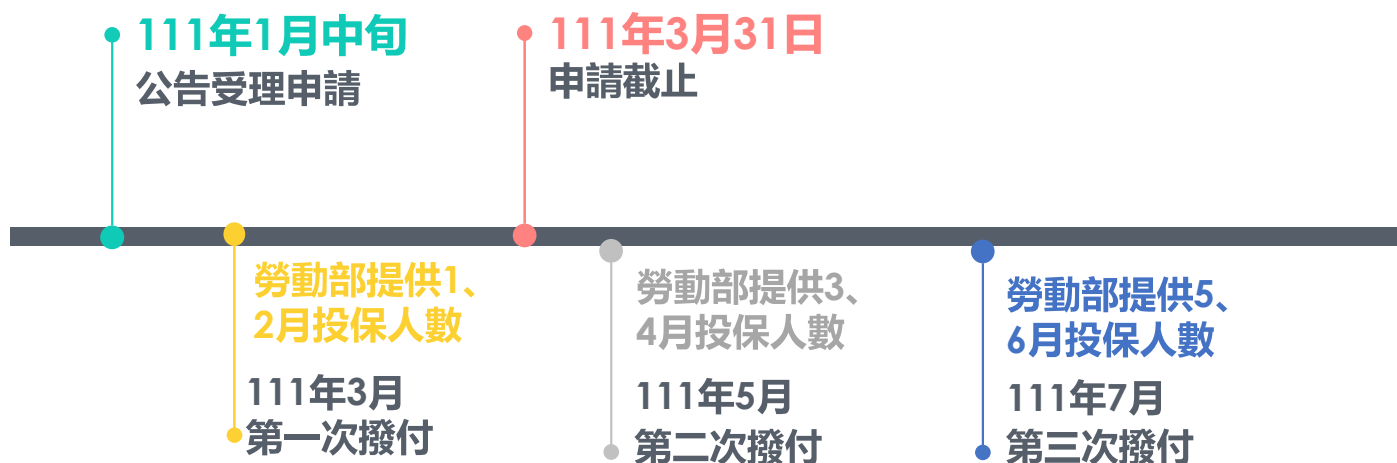 111年1月中旬
公告受理申請
111年3月31日
申請截止
勞動部提供1、
2月投保人數
111年3月
第一次撥付
勞動部提供3、
4月投保人數
111年5月
第二次撥付
勞動部提供5、
6月投保人數
111年7月
第三次撥付